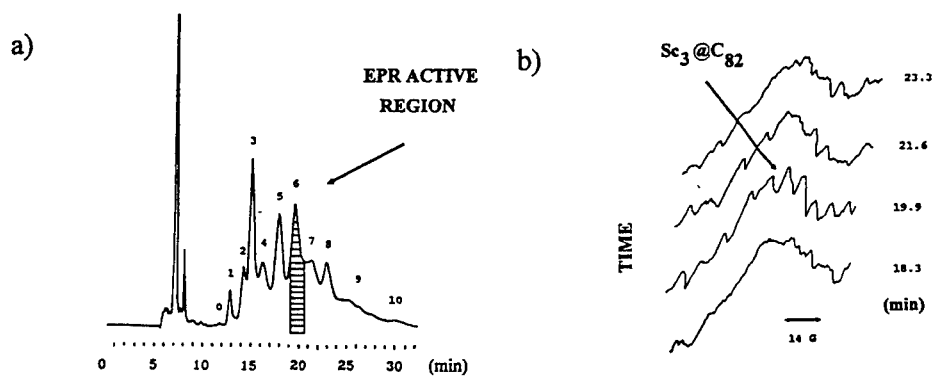 a)
EPR ACTIVE
REGION
0
1
2
3
4
5
6
7
8
9
10
0 5 10 15 20 25 30 (min)
b)
Sc3@C82
TIME
23.3
21.6
19.9
18.3
(min)
14 G